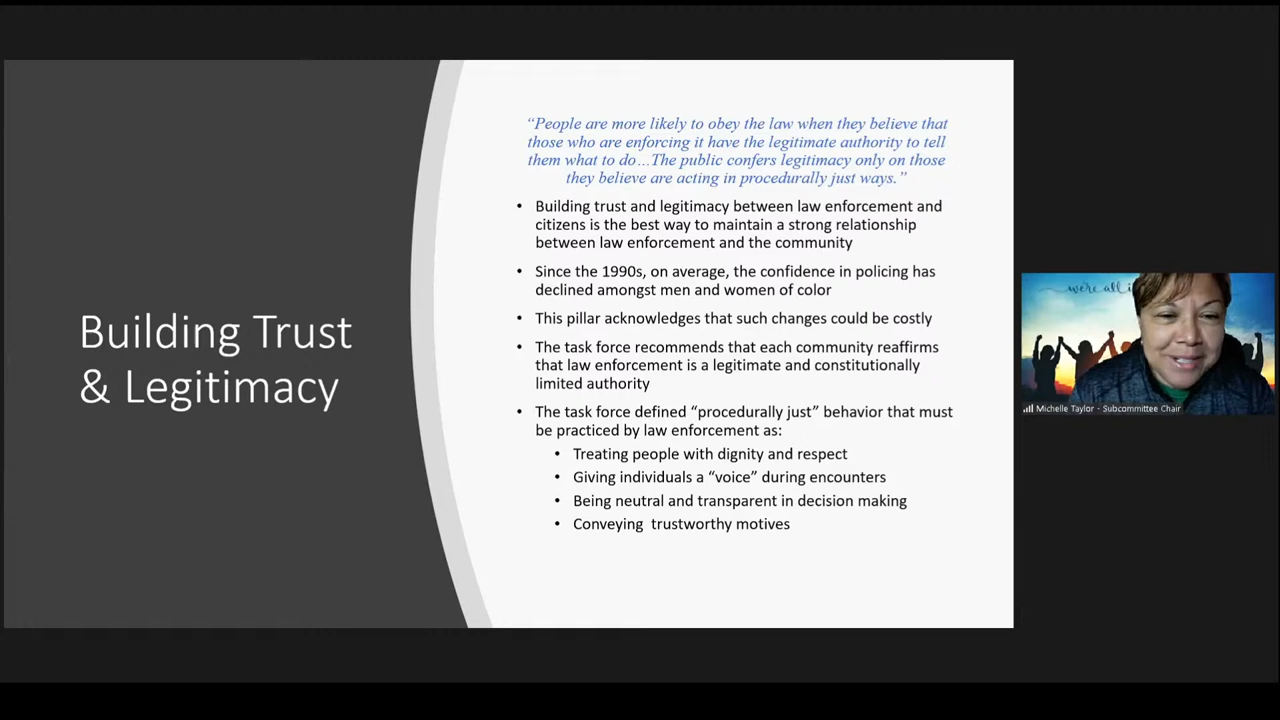 Building Trust
& Legitimacy
“People are more likely to obey the law when they believe that
those who are enforcing it have the legitimate authority to tell
them what to do…The public confers legitimacy only on those
they believe are acting in procedurally just ways.”
• Building trust and legitimacy between law enforcement and
citizens is the best way to maintain a strong relationship
between law enforcement and the community
• Since the 1990s, on average, the confidence in policing has
declined amongst men and women of color
• This pillar acknowledges that such changes could be costly
• The task force recommends that each community reaffirms
that law enforcement is a legitimate and constitutionally
limited authority
• The task force defined “procedurally just” behavior that must
be practiced by law enforcement as:
• Treating people with dignity and respect
• Giving individuals a “voice” during encounters
• Being neutral and transparent in decision making
• Conveying  trustworthy motives
we're all
Michelle Taylor - Subcommittee Chair